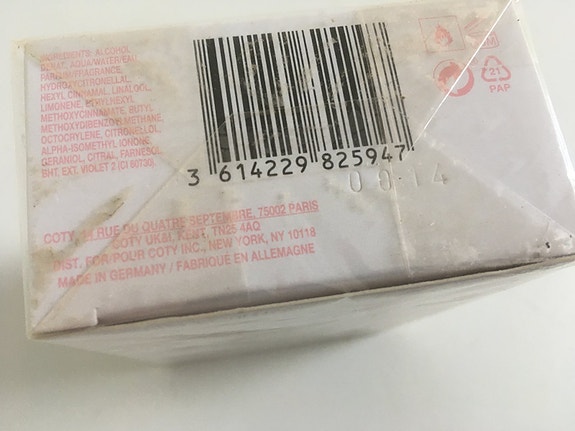 INGREDIENTS: ALCOHOL
DENAT., AQUA/WATER/EAU,
PARFUM/FRAGRANCE,
HYDROXYCITRONELLAL,
HEXYL CINNAMAL, LINALOOL,
LIMONENE, ETHYLHEXYL
METHOXYCINNAMATE, BUTYL
METHOXYDIBENZOYLMETHANE,
OCTOCRYLENE, CITRONELLOL,
ALPHA-ISOMETHYL IONONE,
GERANIOL, CITRAL, FARNESOL,
BHT, EXT. VIOLET 2 (CI 60730).
3 614229 825947
21
PAP
COTY, RUE DU QUATRE SEPTEMBRE, 75002 PARIS
COTY UK&I, KENT, TN25 4AQ
DIST. FOR/POUR COTY INC., NEW YORK, NY 10118
MADE IN GERMANY / FABRIQUÉ EN ALLEMAGNE